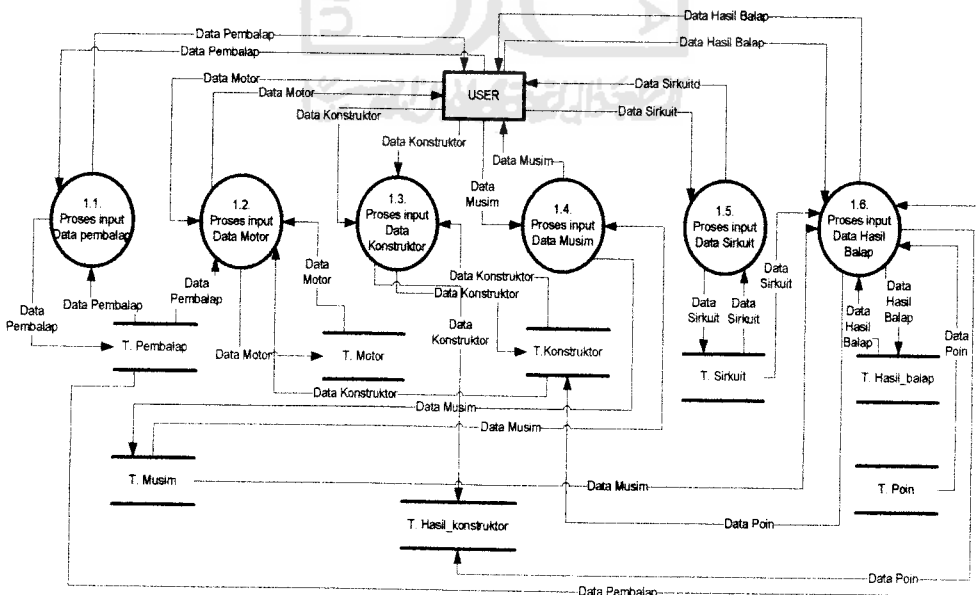 Data Hasil Balap
Data Pembalap
Data Hasil Balap
Data Pembalap
Data Motor
Data Sirkuitd
USER
Data Motor
Data Konstruktor
Data Sirkuit
Data Konstruktor
Data Musim
Data
Musim
1.1.
Proses input
Data pembalap
1.2.
Proses input
Data Motor
1.3.
Proses input
Data
Konstruktor
1.4.
Proses input
Data Musim
1.5.
Proses input
Data Sirkuit
1.6.
Proses input
Data Hasil
Balap
Data
Pembalap
Data Pembalap
Data
Pembalap
Data
Motor
Data Konstruktor
Data Konstruktor
Data
Konstruktor
Data
Sirkuit
Data
Sirkuit
Data
Sirkuit
Data
Hasil
Balap
Data
Hasil
Balap
Data
Poin
T. Pembalap
Data Motor
T. Motor
T.Konstruktor
T. Sirkuit
T. Hasil_balap
Data Konstruktor
Data Musim
Data Musim
T. Musim
Data Musim
T. Poin
T. Hasil_konstruktor
Data Poin
Data Poin
Data Pembalap